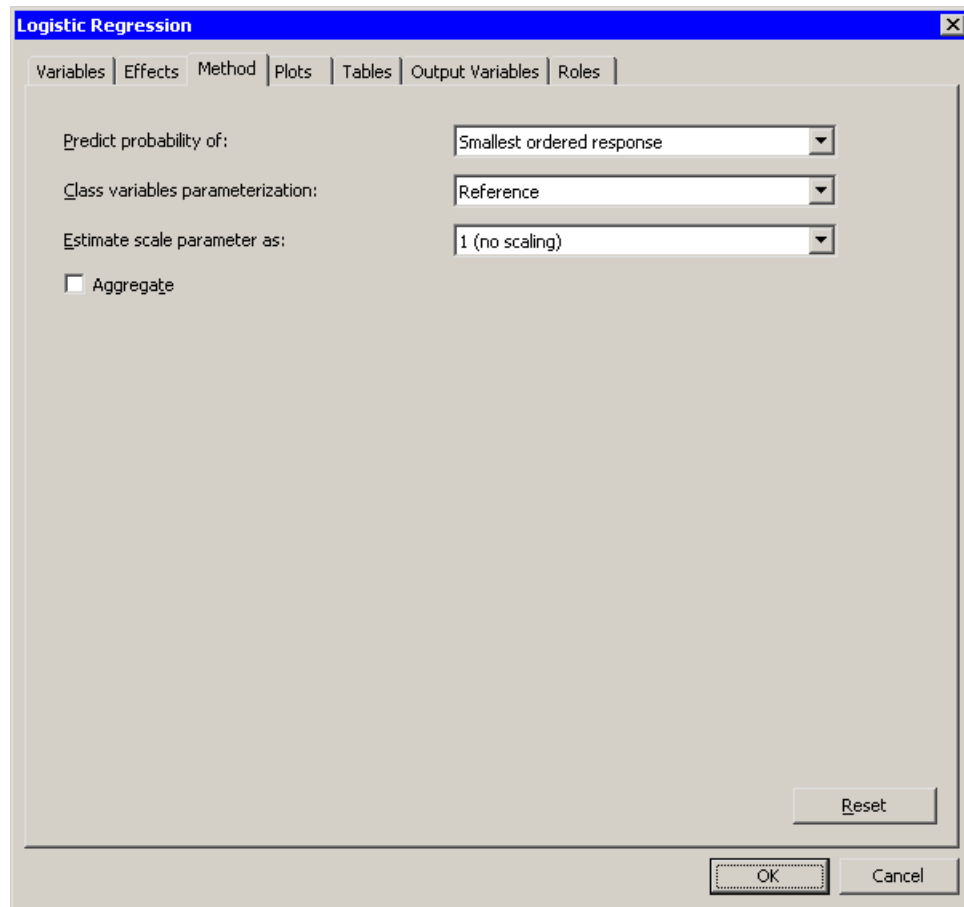 Logistic Regression
Variables Effects Method Plots Tables Output Variables Roles
Predict probability of: Smallest ordered response
Class variables parameterization: Reference
Estimate scale parameter as: 1 (no scaling)
Aggregate
Reset
OK Cancel